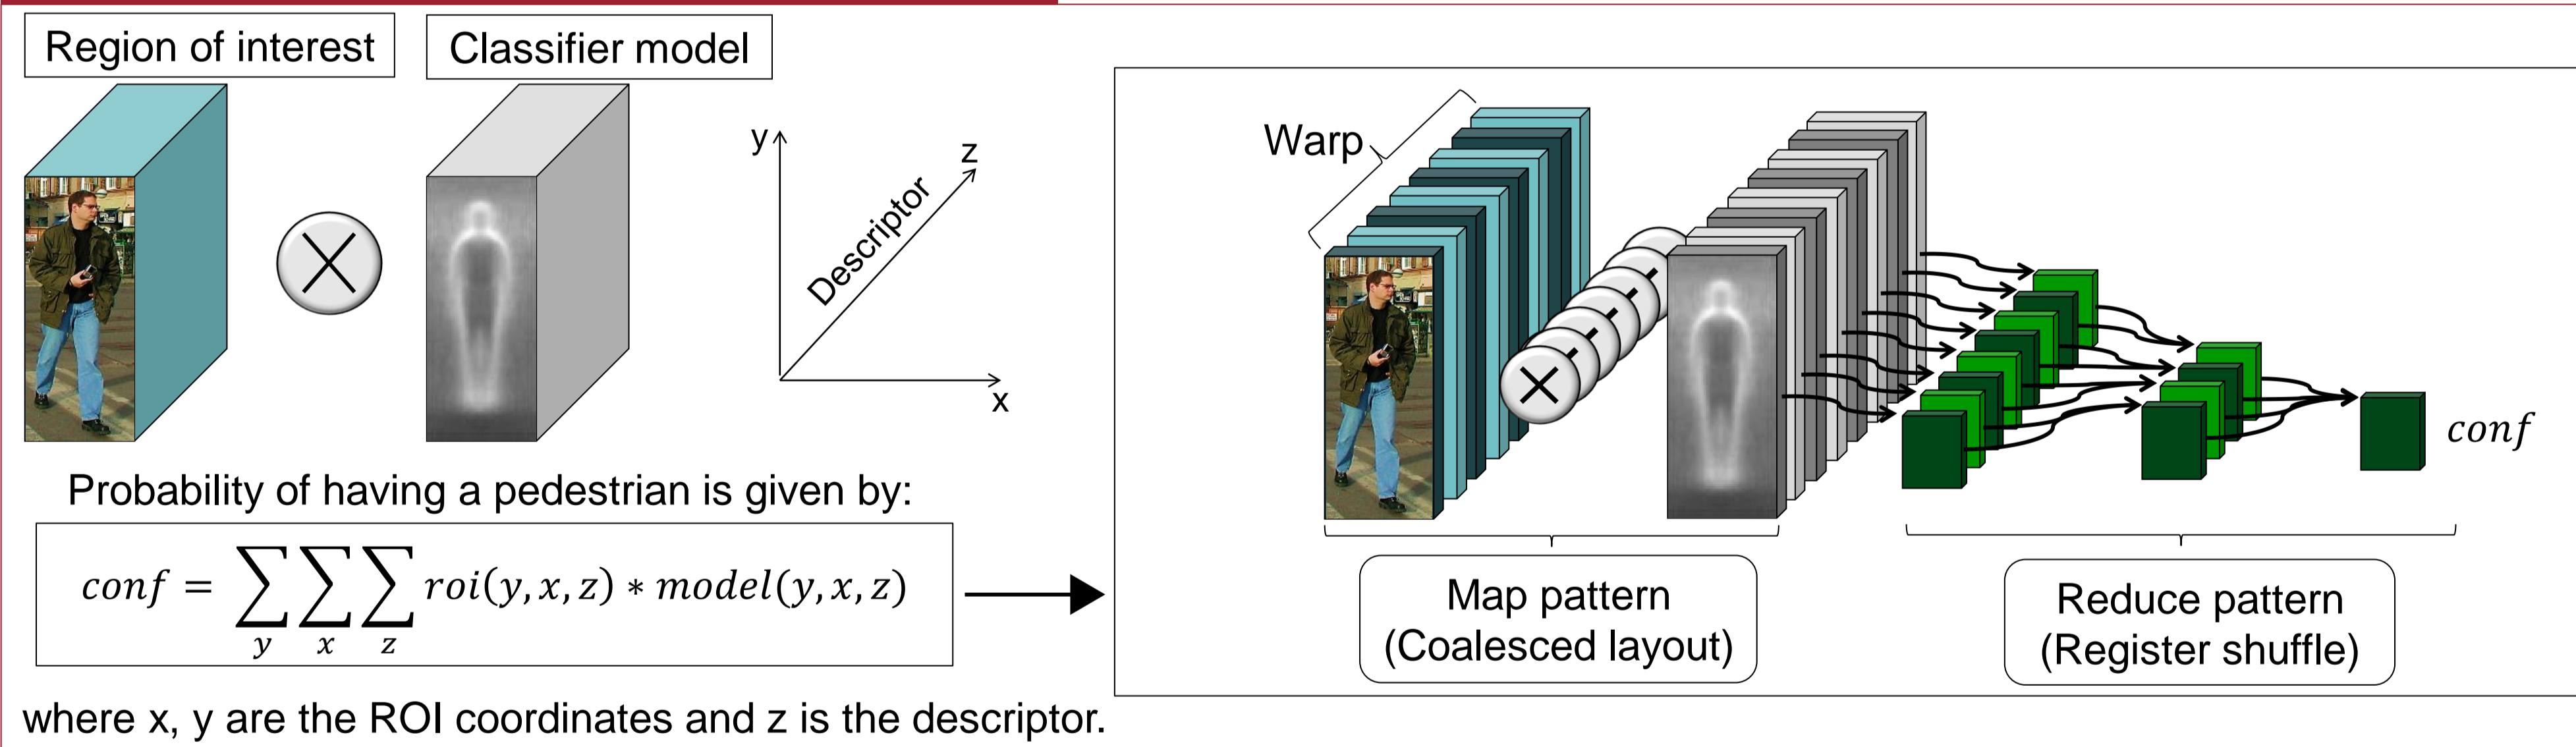 Region of interest
Classifier model
y
z
Descriptor
x
Probability of having a pedestrian is given by:
conf = ∑y ∑x ∑z roi(y, x, z) * model(y, x, z)
where x, y are the ROI coordinates and z is the descriptor.
Warp
conf
Map pattern
(Coalesced layout)
Reduce pattern
(Register shuffle)